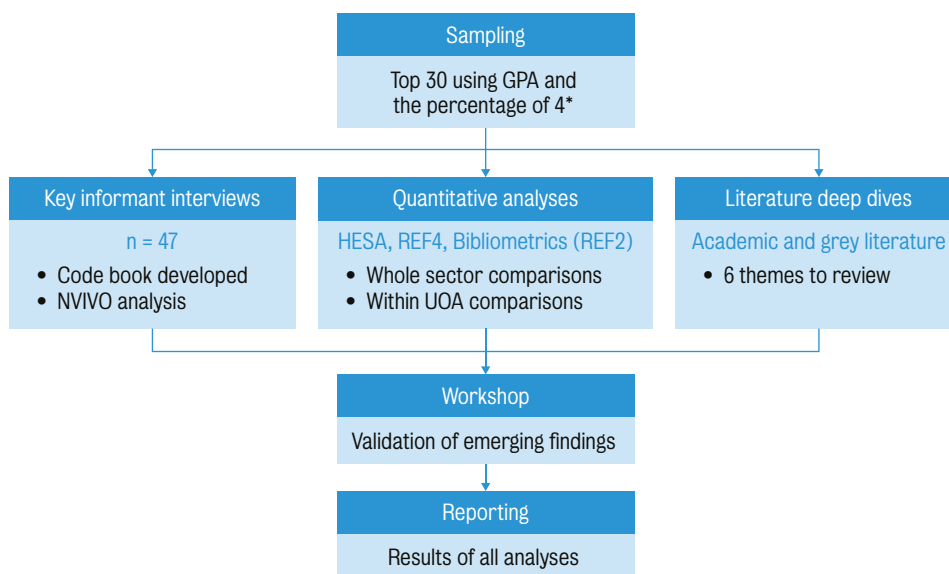 Sampling
Top 30 using GPA and
the percentage of 4*
Key informant interviews
n = 47
• Code book developed
• NVIVO analysis
Quantitative analyses
HESA, REF4, Bibliometrics (REF2)
• Whole sector comparisons
• Within UOA comparisons
Literature deep dives
Academic and grey literature
• 6 themes to review
Workshop
Validation of emerging findings
Reporting
Results of all analyses